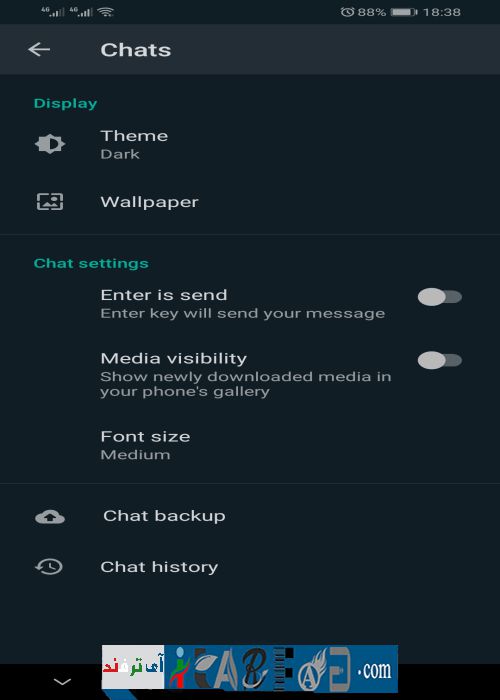 4G 4G 88% 18:38
Chats
Display
Theme
Dark
Wallpaper
Chat settings
Enter is send
Enter key will send your message
Media visibility
Show newly downloaded media in
your phone's gallery
Font size
Medium
Chat backup
Chat history
آی ترفند .com